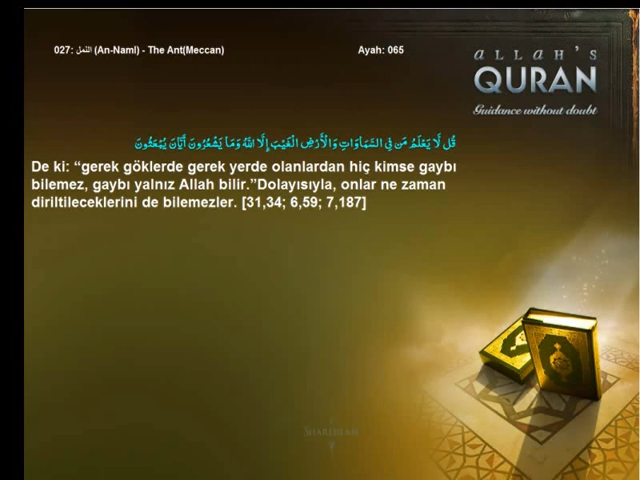 027: النمل (An-Naml) - The Ant(Meccan) Ayah: 065
ALLAH'S
QURAN
Guidance without doubt
قُل لَّا يَعْلَمُ مَن فِي السَّمَاوَاتِ وَالْأَرْضِ الْغَيْبَ إِلَّا اللَّهُ وَمَا يَشْعُرُونَ أَيَّانَ يُبْعَثُونَ
De ki: “gerek göklerde gerek yerde olanlardan hiç kimse gaybı
bilemez, gaybı yalnız Allah bilir.”Dolayısıyla, onlar ne zaman
diriltileceklerini de bilemezler. [31,34; 6,59; 7,187]